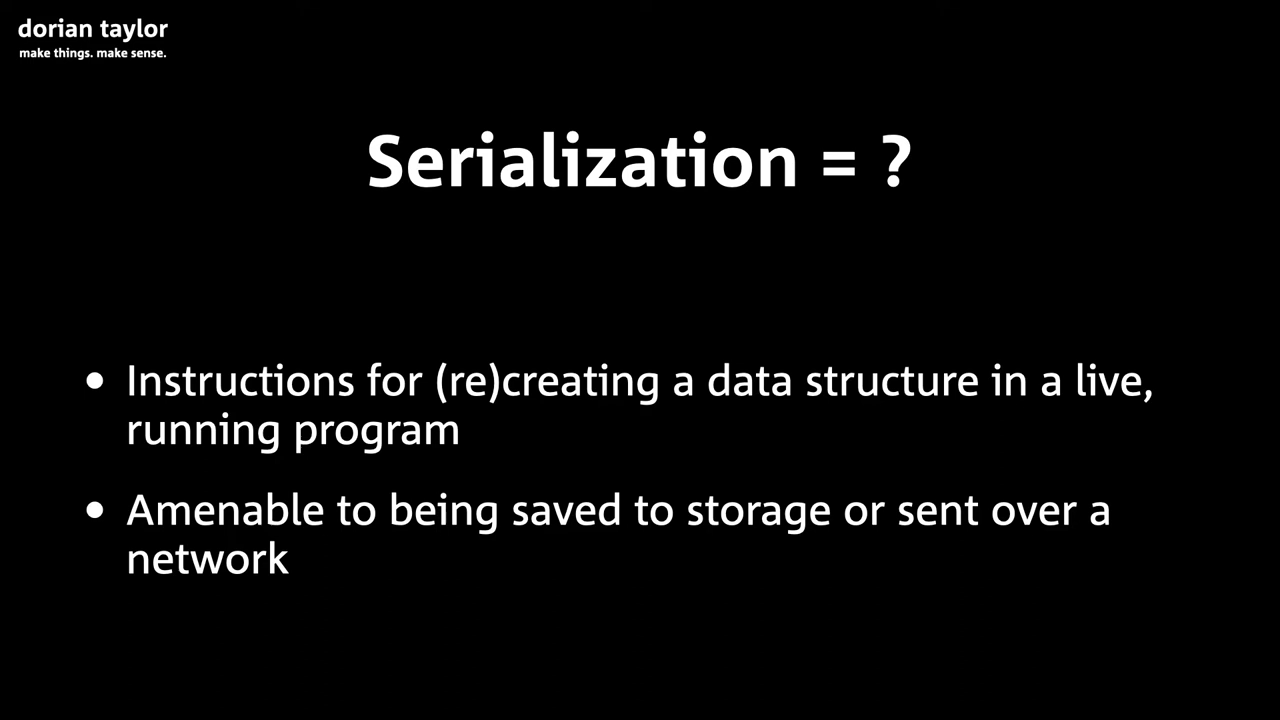 dorian taylor
make things. make sense.
Serialization = ?
• Instructions for (re)creating a data structure in a live,
running program
• Amenable to being saved to storage or sent over a
network